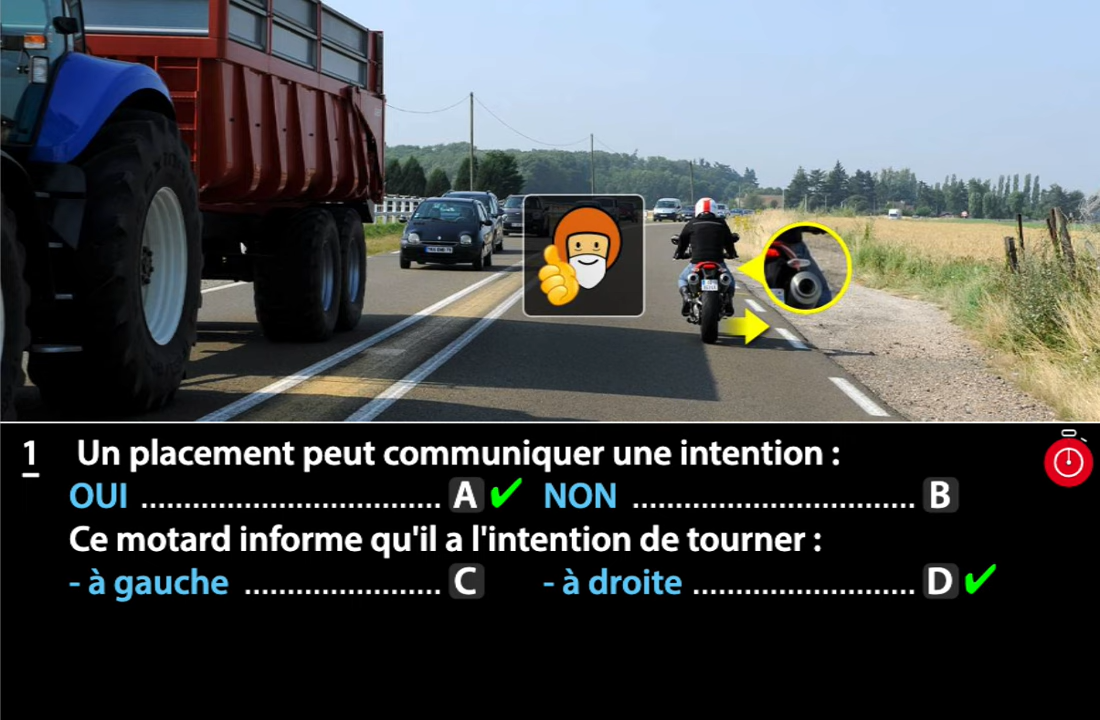 1 Un placement peut communiquer une intention :
OUI ................................... A ✔ NON ................................. B
Ce motard informe qu'il a l'intention de tourner :
- à gauche ....................... C - à droite .......................... D ✔